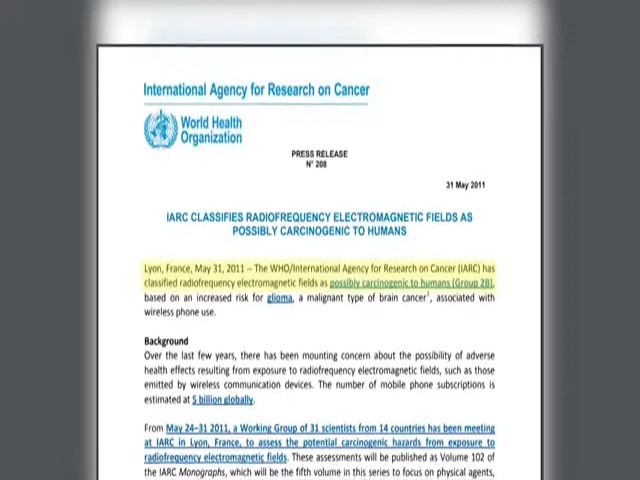 International Agency for Research on Cancer
World Health
Organization
PRESS RELEASE
N° 208
31 May 2011
IARC CLASSIFIES RADIOFREQUENCY ELECTROMAGNETIC FIELDS AS
POSSIBLY CARCINOGENIC TO HUMANS
Lyon, France, May 31, 2011 – The WHO/International Agency for Research on Cancer (IARC) has
classified radiofrequency electromagnetic fields as possibly carcinogenic to humans (Group 2B),
based on an increased risk for glioma, a malignant type of brain cancer¹, associated with
wireless phone use.
Background
Over the last few years, there has been mounting concern about the possibility of adverse
health effects resulting from exposure to radiofrequency electromagnetic fields, such as those
emitted by wireless communication devices. The number of mobile phone subscriptions is
estimated at 5 billion globally.
From May 24–31 2011, a Working Group of 31 scientists from 14 countries has been meeting
at IARC in Lyon, France, to assess the potential carcinogenic hazards from exposure to
radiofrequency electromagnetic fields. These assessments will be published as Volume 102 of
the IARC Monographs, which will be the fifth volume in this series to focus on physical agents,